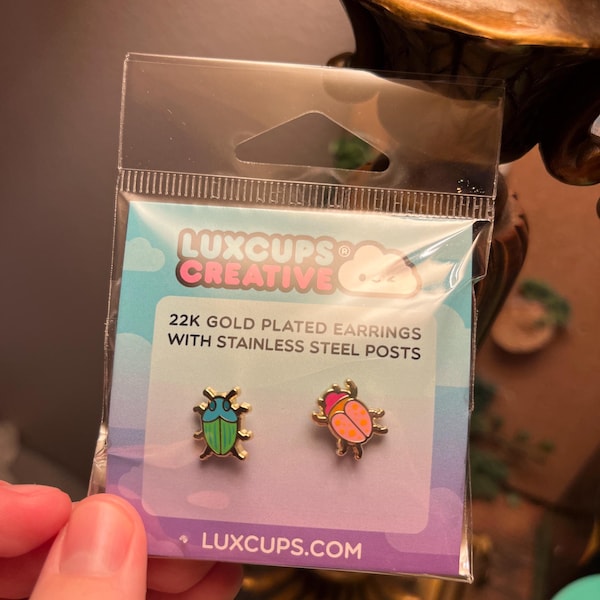 LUXCUPS®
CREATIVE
22K GOLD PLATED EARRINGS
WITH STAINLESS STEEL POSTS
LUXCUPS.COM